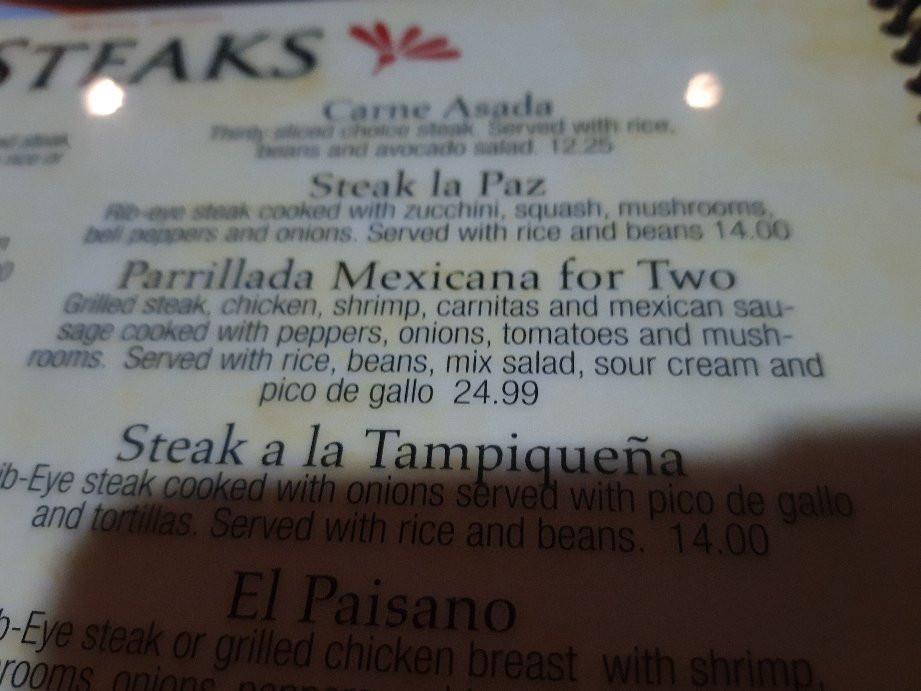 STEAKS
Carne Asada
Thinly sliced choice steak. Served with rice,
beans and avocado salad. 12.25
Steak la Paz
Rib-eye steak cooked with zucchini, squash, mushrooms,
bell peppers and onions. Served with rice and beans 14.00
Parrillada Mexicana for Two
Grilled steak, chicken, shrimp, carnitas and mexican sau-
sage cooked with peppers, onions, tomatoes and mush-
rooms. Served with rice, beans, mix salad, sour cream and
pico de gallo 24.99
Steak a la Tampiqueña
ib-Eye steak cooked with onions served with pico de gallo
and tortillas. Served with rice and beans. 14.00
El Paisano
b-Eye steak or grilled chicken breast with shrimp,
rooms, onions,